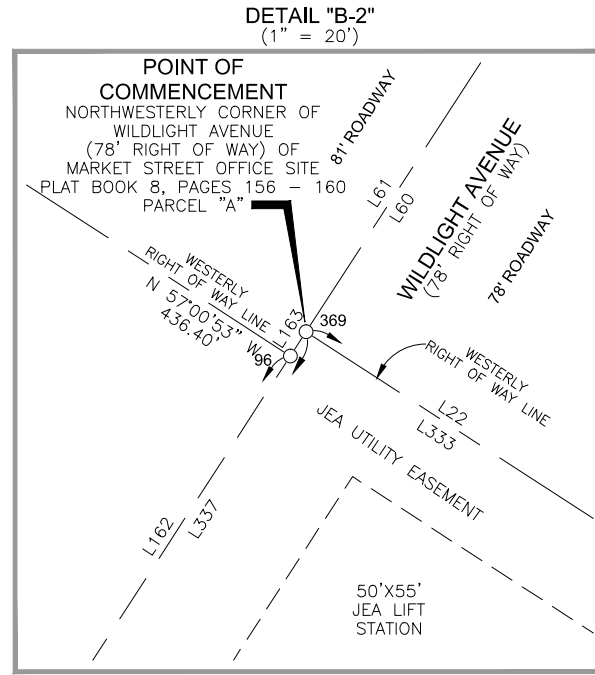 DETAIL "B-2"
(1" = 20')
POINT OF
COMMENCEMENT
NORTHWESTERLY CORNER OF
WILDLIGHT AVENUE
(78' RIGHT OF WAY) OF
MARKET STREET OFFICE SITE
PLAT BOOK 8, PAGES 156 – 160
PARCEL "A"
81' ROADWAY
L61
L60
WILDLIGHT AVENUE
(78' RIGHT OF WAY)
78' ROADWAY
WESTERLY
RIGHT OF WAY LINE
N 57°00'53" W
436.40'
L163
369
96
WESTERLY
RIGHT OF WAY LINE
L22
L333
JEA UTILITY EASEMENT
L162
L337
50'X55'
JEA LIFT
STATION